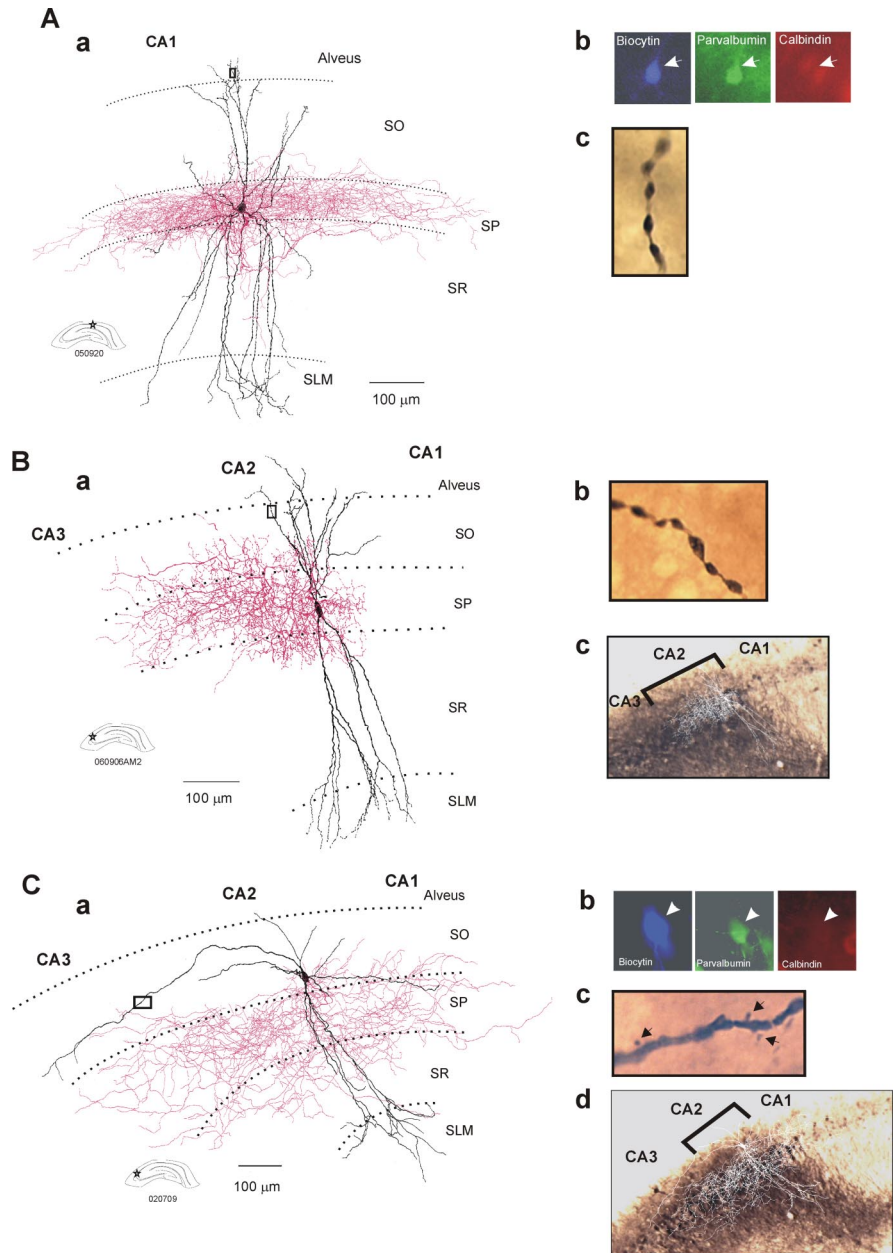 A
a
CA1
Alveus
SO
SP
SR
SLM
050920
100 μm
b
Biocytin
Parvalbumin
Calbindin
c
B
a
CA3
CA2
CA1
Alveus
SO
SP
SR
SLM
060906AM2
100 μm
b
c
CA3
CA2
CA1
C
a
CA3
CA2
CA1
Alveus
SO
SP
SR
SLM
020709
100 μm
b
Biocytin
Parvalbumin
Calbindin
c
d
CA3
CA2
CA1